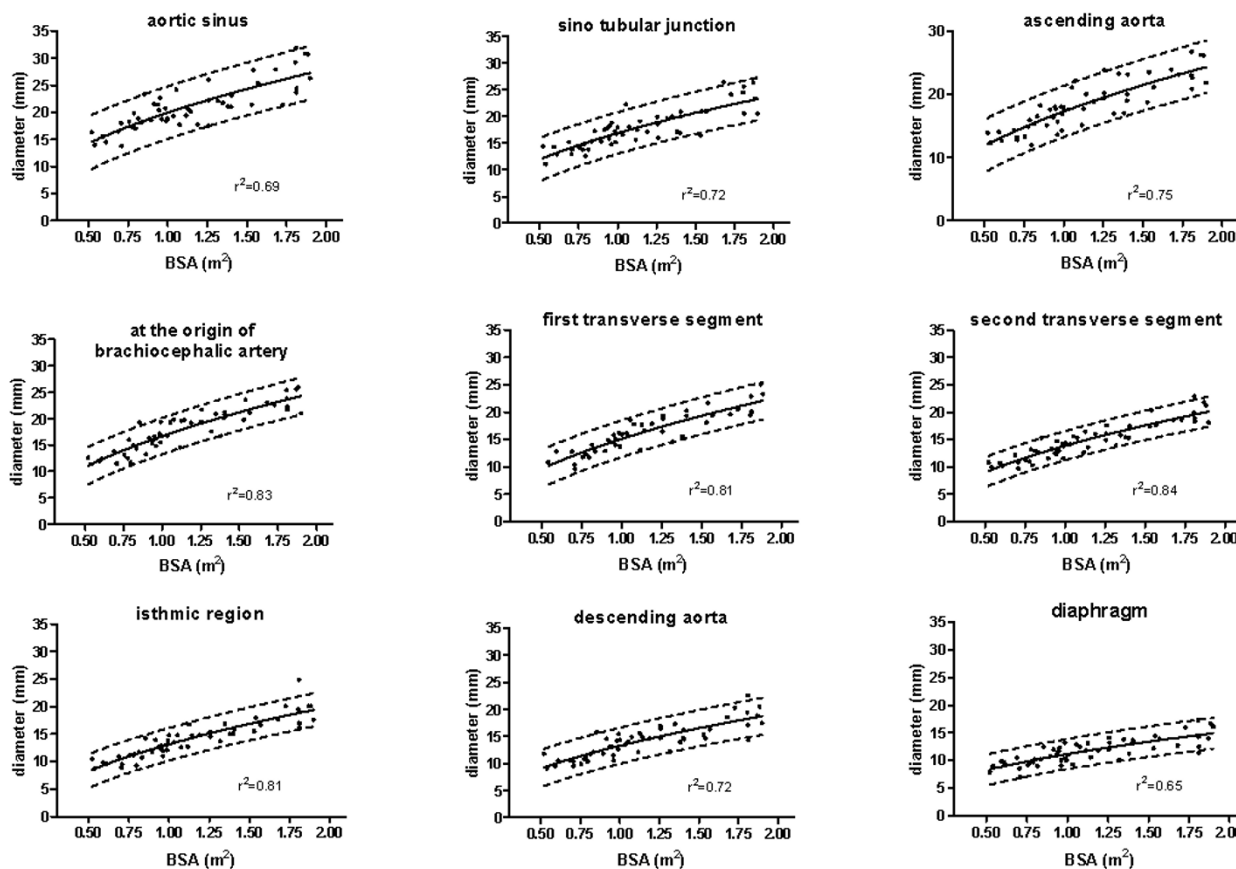 aortic sinus
35
30
25
20
15
10
5
0
diameter (mm)
r²=0.69
0.50 0.75 1.00 1.25 1.50 1.75 2.00
BSA (m²)
sino tubular junction
35
30
25
20
15
10
5
0
diameter (mm)
r²=0.72
0.50 0.75 1.00 1.25 1.50 1.75 2.00
BSA (m²)
ascending aorta
30
20
10
0
diameter (mm)
r²=0.75
0.50 0.75 1.00 1.25 1.50 1.75 2.00
BSA (m²)
at the origin of
brachiocephalic artery
35
30
25
20
15
10
5
0
diameter (mm)
r²=0.83
0.50 0.75 1.00 1.25 1.50 1.75 2.00
BSA (m²)
first transverse segment
35
30
25
20
15
10
5
0
diameter (mm)
r²=0.81
0.50 0.75 1.00 1.25 1.50 1.75 2.00
BSA (m²)
second transverse segment
35
30
25
20
15
10
5
0
diameter (mm)
r²=0.84
0.50 0.75 1.00 1.25 1.50 1.75 2.00
BSA (m²)
isthmic region
35
30
25
20
15
10
5
0
diameter (mm)
r²=0.81
0.50 0.75 1.00 1.25 1.50 1.75 2.00
BSA (m²)
descending aorta
35
30
25
20
15
10
5
0
diameter (mm)
r²=0.72
0.50 0.75 1.00 1.25 1.50 1.75 2.00
BSA (m²)
diaphragm
35
30
25
20
15
10
5
0
diameter (mm)
r²=0.65
0.50 0.75 1.00 1.25 1.50 1.75 2.00
BSA (m²)